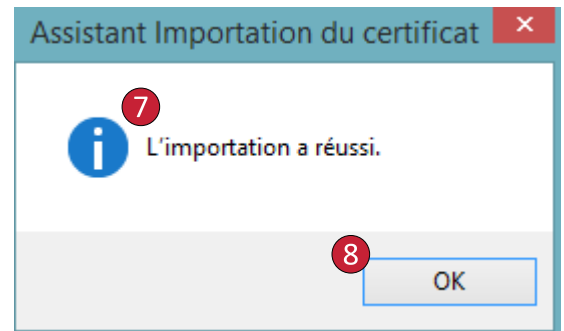 Assistant Importation du certificat
7
L'importation a réussi.
8
OK